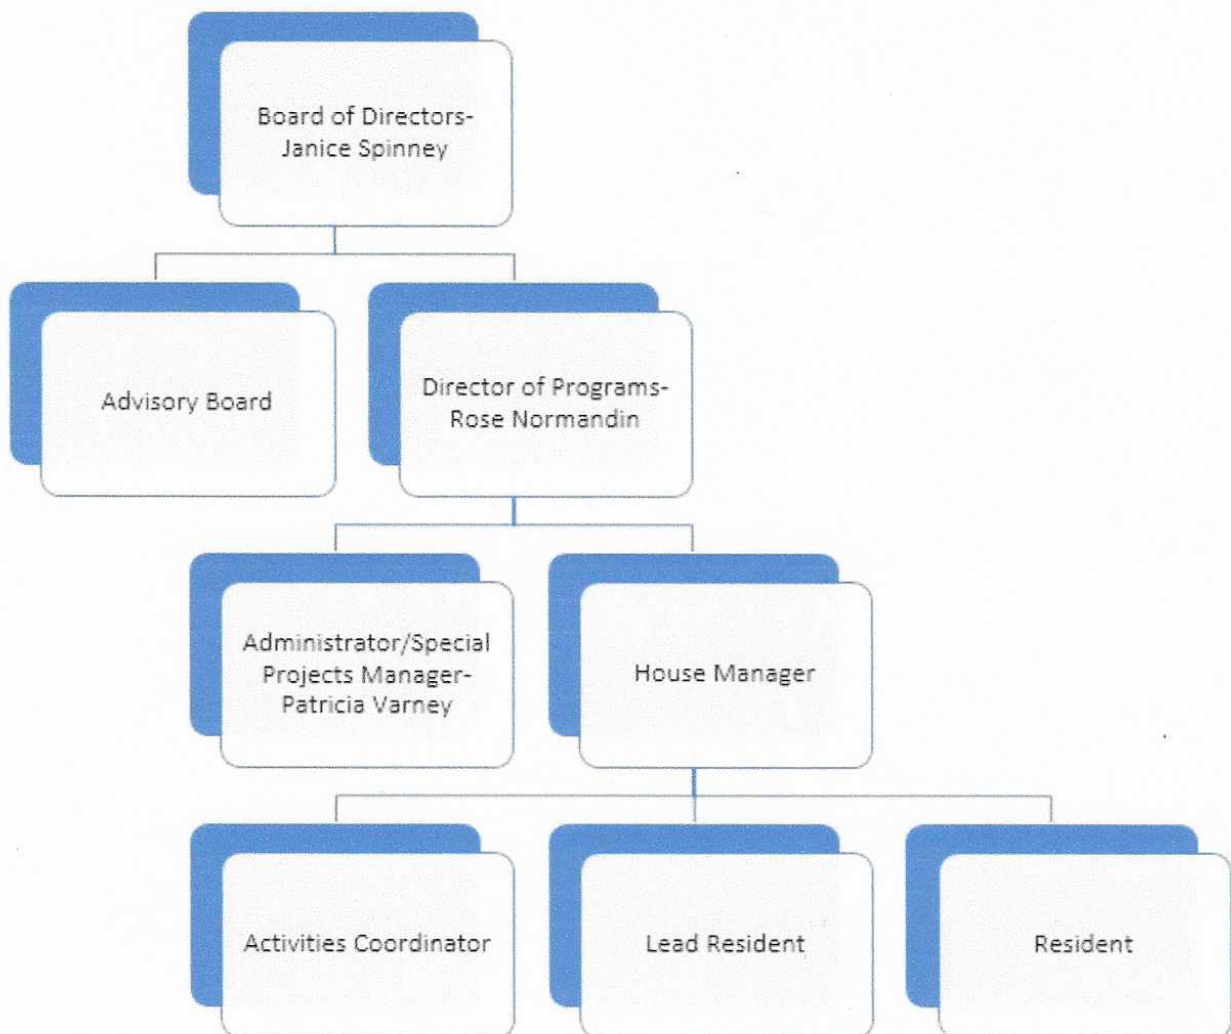 Board of Directors-
Janice Spinney
Advisory Board
Director of Programs-
Rose Normandin
Administrator/Special
Projects Manager-
Patricia Varney
House Manager
Activities Coordinator
Lead Resident
Resident